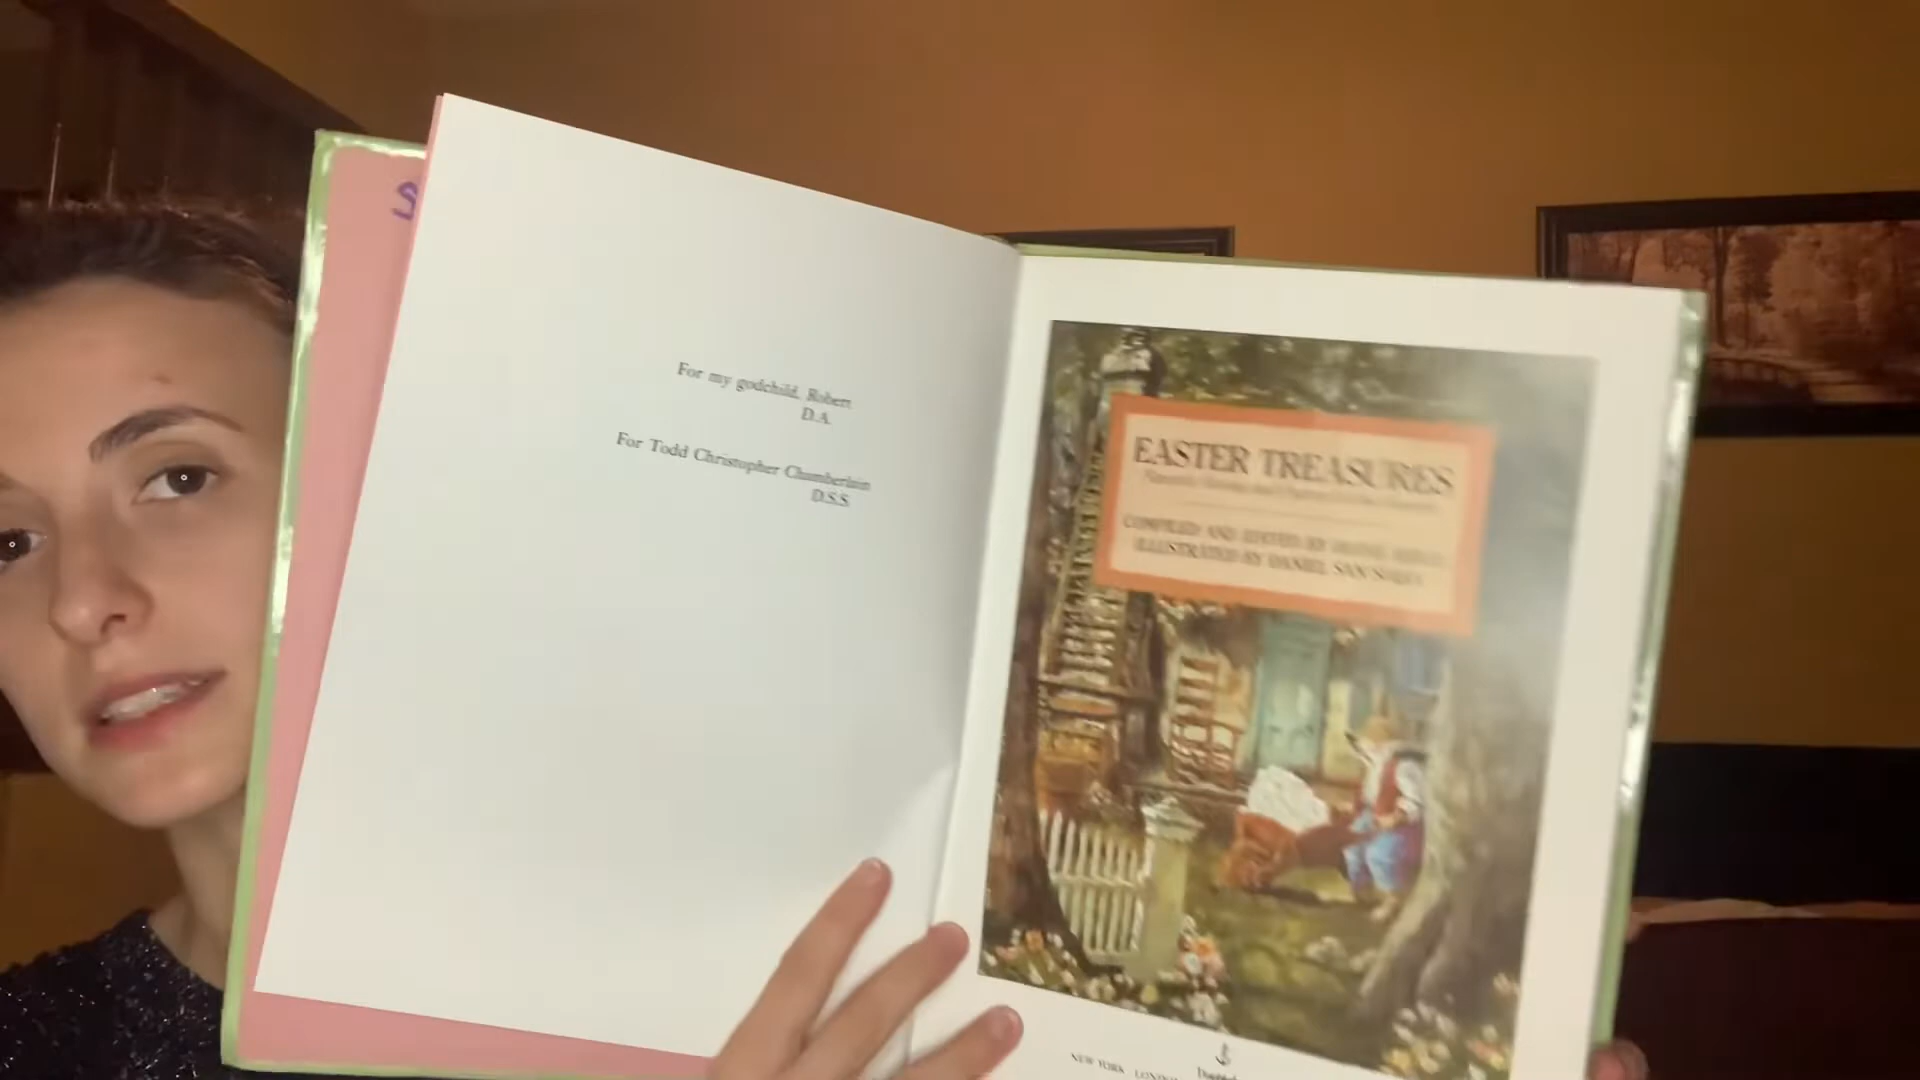 For my godchild, Robert
D.A.
For Todd Christopher Chamberlain
D.S.S.
EASTER TREASURES
COMPILED AND EDITED BY
ILLUSTRATED BY DANIEL SAN SOUCI
NEW YORK LONDON